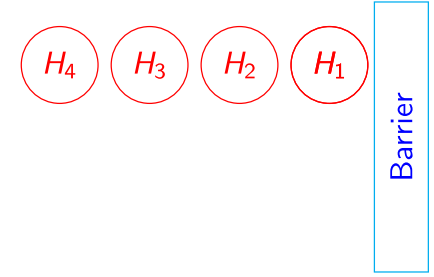 H₄ H₃ H₂ H₁
Barrier